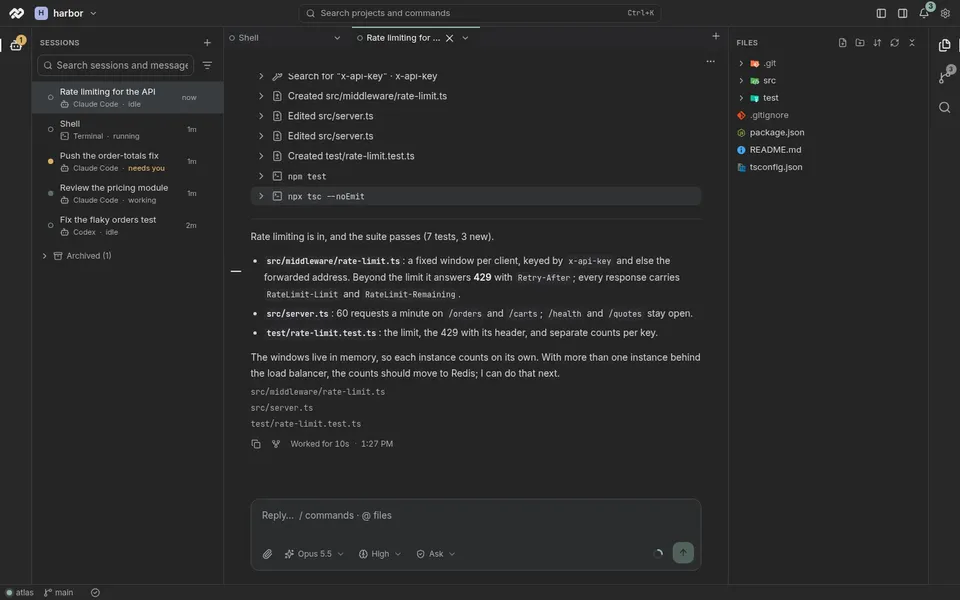 H harbor
Search projects and commands Ctrl+K
3
1
SESSIONS
Search sessions and message
Rate limiting for the API
Claude Code · idle
now
Shell
Terminal · running
1m
Push the order-totals fix
Claude Code · needs you
1m
Review the pricing module
Claude Code · working
1m
Fix the flaky orders test
Codex · idle
2m
Archived (1)
Shell
Rate limiting for ...
Search for "x-api-key" · x-api-key
Created src/middleware/rate-limit.ts
Edited src/server.ts
Edited src/server.ts
Created test/rate-limit.test.ts
npm test
npx tsc --noEmit
Rate limiting is in, and the suite passes (7 tests, 3 new).
• src/middleware/rate-limit.ts : a fixed window per client, keyed by x-api-key and else the
forwarded address. Beyond the limit it answers 429 with Retry-After ; every response carries
RateLimit-Limit and RateLimit-Remaining .
• src/server.ts : 60 requests a minute on /orders and /carts ; /health and /quotes stay open.
• test/rate-limit.test.ts : the limit, the 429 with its header, and separate counts per key.
The windows live in memory, so each instance counts on its own. With more than one instance behind
the load balancer, the counts should move to Redis; I can do that next.
src/middleware/rate-limit.ts
src/server.ts
test/rate-limit.test.ts
Worked for 10s · 1:27 PM
Reply... / commands · @ files
Opus 5.5 High Ask
FILES
.git
src
test
.gitignore
package.json
README.md
tsconfig.json
3
atlas main